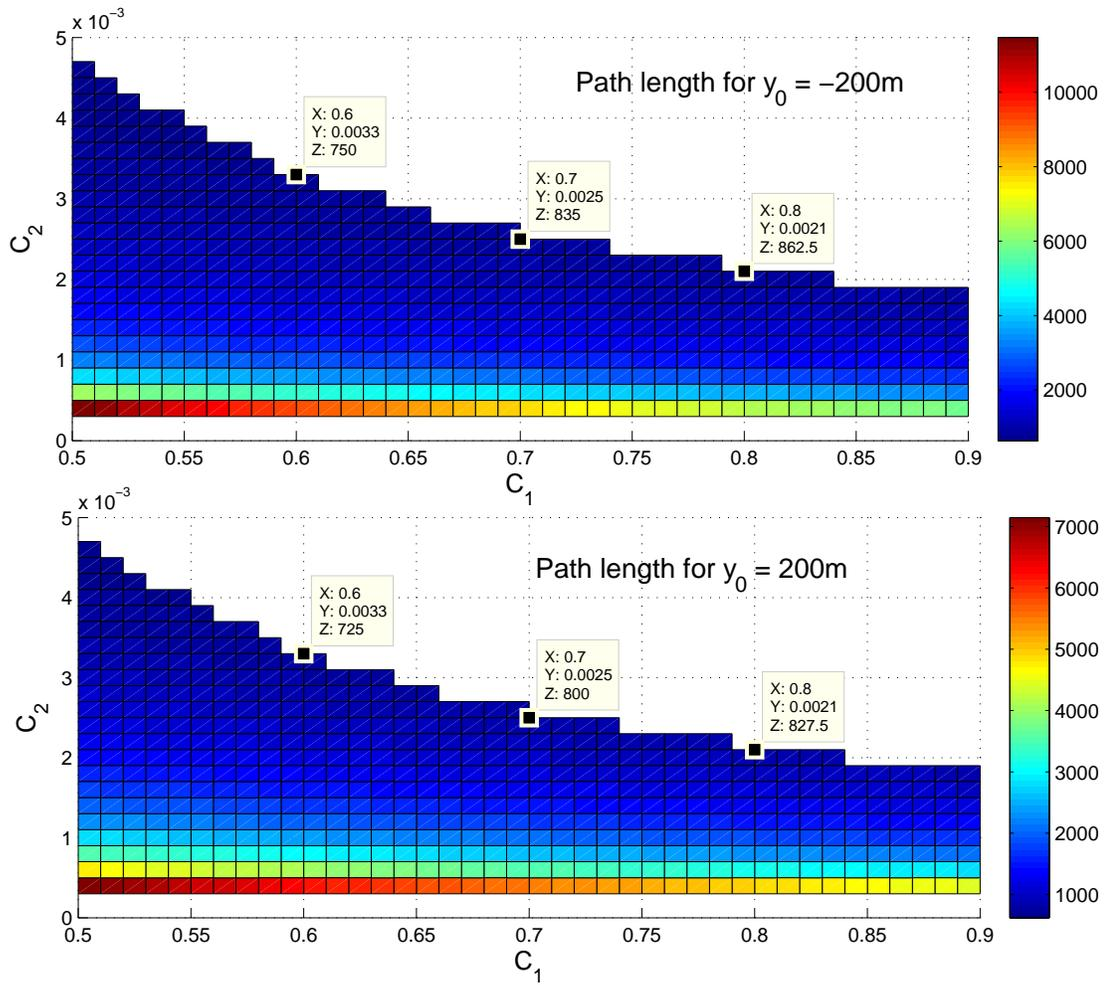 x 10⁻³
5
4
3
2
1
0
C₂
Path length for y₀ = −200m
X: 0.6
Y: 0.0033
Z: 750
X: 0.7
Y: 0.0025
Z: 835
X: 0.8
Y: 0.0021
Z: 862.5
0.5 0.55 0.6 0.65 0.7 0.75 0.8 0.85 0.9
C₁
10000
8000
6000
4000
2000
x 10⁻³
5
4
3
2
1
0
C₂
Path length for y₀ = 200m
X: 0.6
Y: 0.0033
Z: 725
X: 0.7
Y: 0.0025
Z: 800
X: 0.8
Y: 0.0021
Z: 827.5
0.5 0.55 0.6 0.65 0.7 0.75 0.8 0.85 0.9
C₁
7000
6000
5000
4000
3000
2000
1000